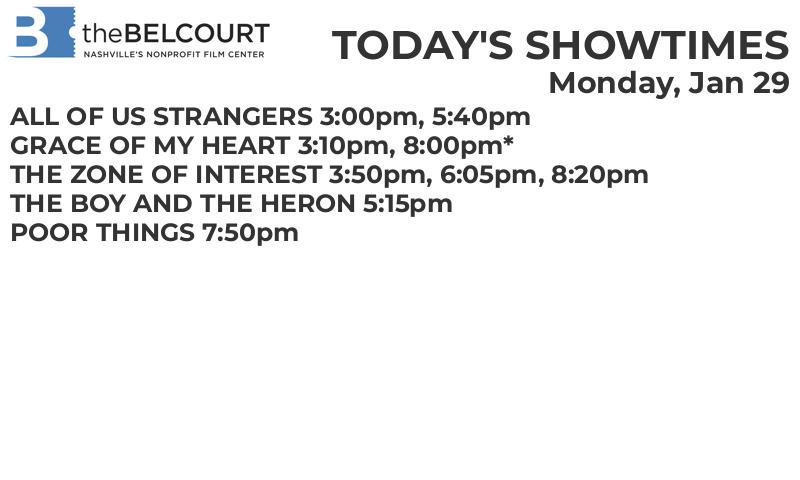 B theBELCOURT
NASHVILLE'S NONPROFIT FILM CENTER
TODAY'S SHOWTIMES
Monday, Jan 29
ALL OF US STRANGERS 3:00pm, 5:40pm
GRACE OF MY HEART 3:10pm, 8:00pm*
THE ZONE OF INTEREST 3:50pm, 6:05pm, 8:20pm
THE BOY AND THE HERON 5:15pm
POOR THINGS 7:50pm